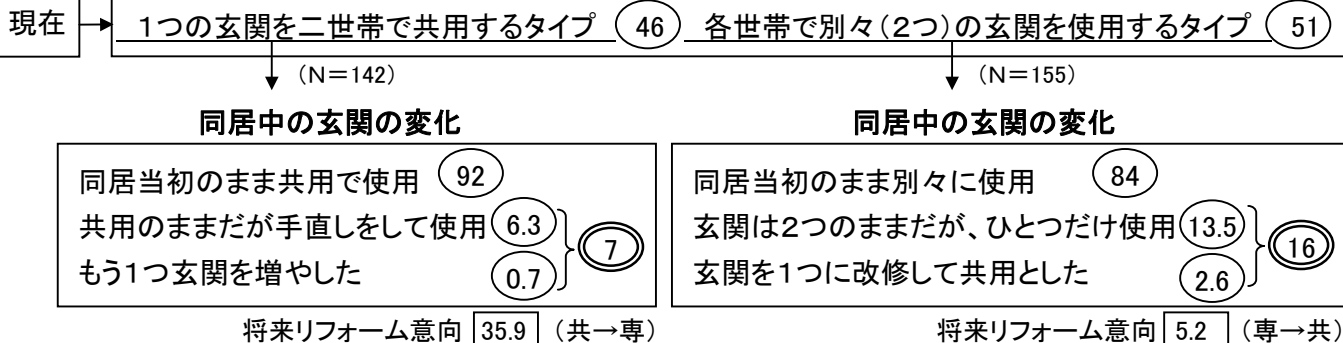 現在 1つの玄関を二世帯で共用するタイプ 46 各世帯で別々(2つ)の玄関を使用するタイプ 51
(N=142) (N=155)
同居中の玄関の変化 同居中の玄関の変化
同居当初のまま共用で使用 92 同居当初のまま別々に使用 84
共用のままだが手直しをして使用 6.3 玄関は2つのままだが、ひとつだけ使用 13.5
7 16
もう1つ玄関を増やした 0.7 玄関を1つに改修して共用とした 2.6
将来リフォーム意向 35.9 (共→専) 将来リフォーム意向 5.2 (専→共)